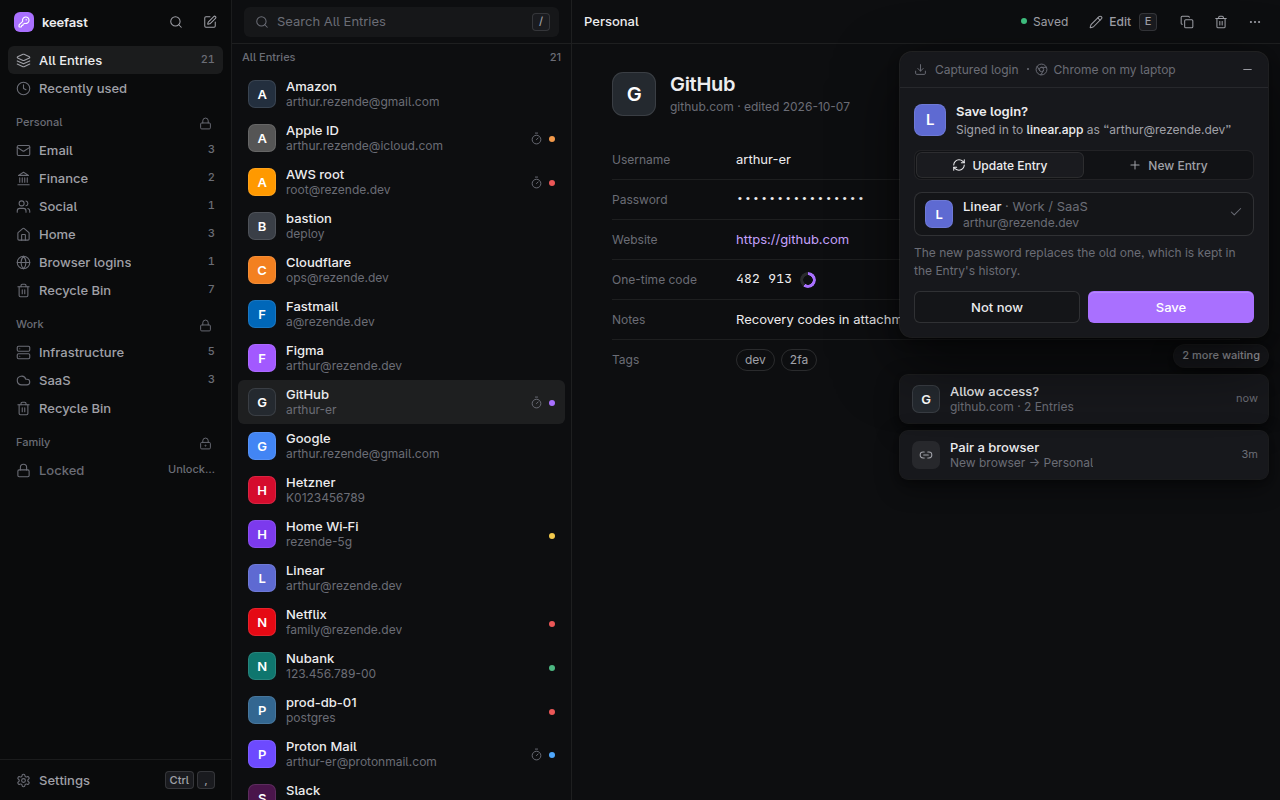 keefast
All Entries 21
Recently used
Personal
Email 3
Finance 2
Social 1
Home 3
Browser logins 1
Recycle Bin 7
Work
Infrastructure 5
SaaS 3
Recycle Bin
Family
Locked Unlock...
Settings Ctrl ,
Search All Entries /
All Entries 21
A Amazon
arthur.rezende@gmail.com
A Apple ID
arthur.rezende@icloud.com
A AWS root
root@rezende.dev
B bastion
deploy
C Cloudflare
ops@rezende.dev
F Fastmail
a@rezende.dev
F Figma
arthur@rezende.dev
G GitHub
arthur-er
G Google
arthur.rezende@gmail.com
H Hetzner
K0123456789
H Home Wi-Fi
rezende-5g
L Linear
arthur@rezende.dev
N Netflix
family@rezende.dev
N Nubank
123.456.789-00
P prod-db-01
postgres
P Proton Mail
arthur-er@protonmail.com
S Slack
Personal Saved Edit E
G GitHub
github.com · edited 2026-10-07
Username arthur-er
Password ••••••••••••••••
Website https://github.com
One-time code 482 913
Notes Recovery codes in attachm
Tags dev 2fa
Captured login · Chrome on my laptop
L Save login?
Signed in to linear.app as “arthur@rezende.dev”
Update Entry New Entry
L Linear · Work / SaaS
arthur@rezende.dev
The new password replaces the old one, which is kept in
the Entry's history.
Not now Save
2 more waiting
G Allow access? now
github.com · 2 Entries
Pair a browser 3m
New browser → Personal